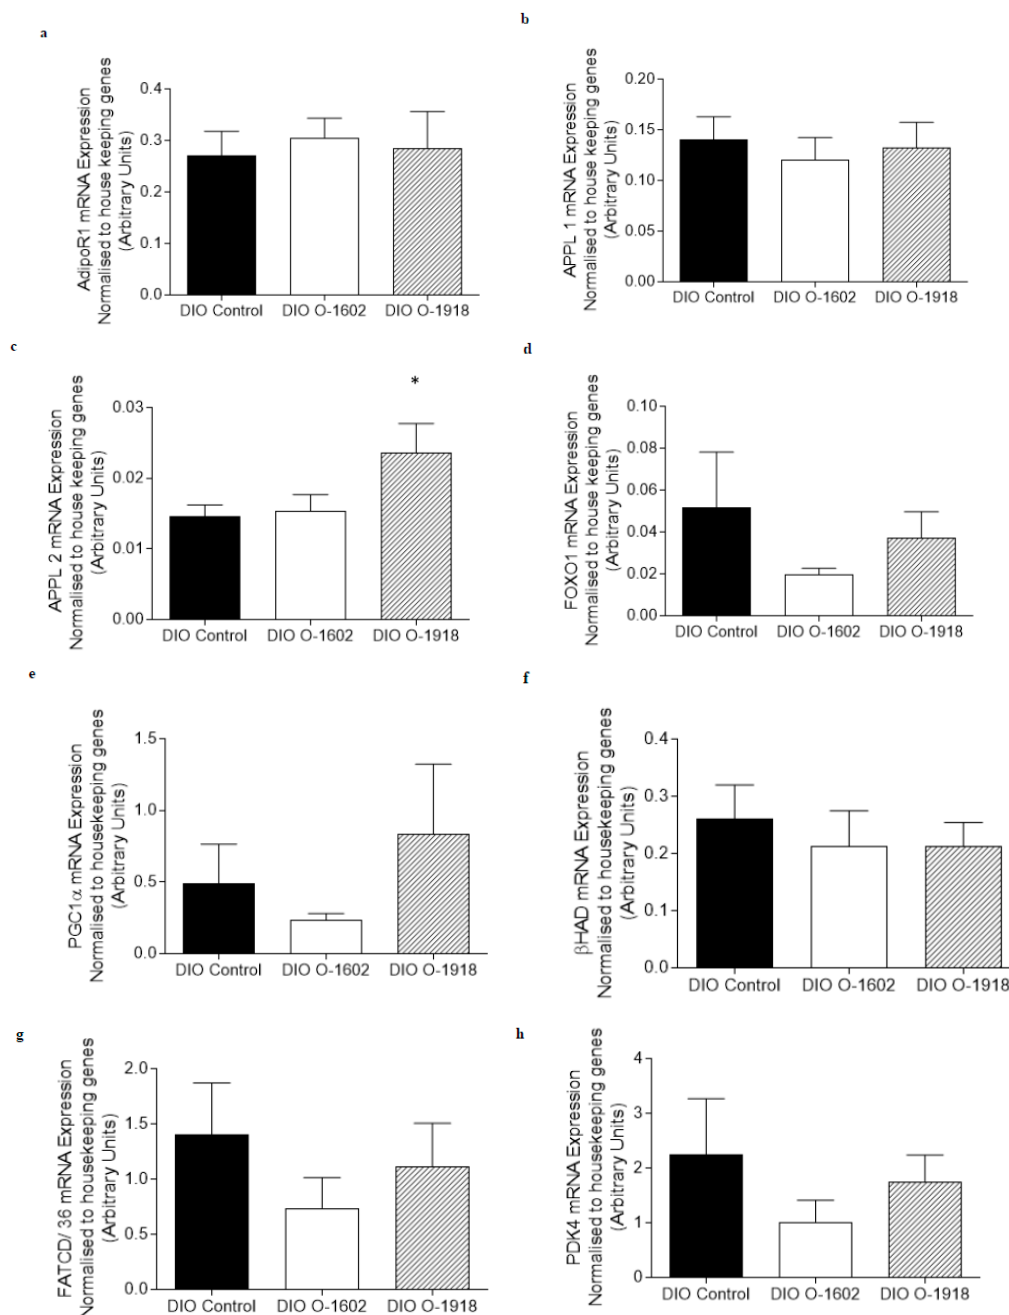 a
AdipoR1 mRNA Expression
Normalised to house keeping genes
(Arbitrary Units)
0.4
0.3
0.2
0.1
0.0
DIO Control DIO O-1602 DIO O-1918
b
APPL 1 mRNA Expression
Normalised to house keeping genes
(Arbitrary Units)
0.20
0.15
0.10
0.05
0.00
DIO Control DIO O-1602 DIO O-1918
c
APPL 2 mRNA Expression
Normalised to house keeping genes
(Arbitrary Units)
*
0.03
0.02
0.01
0.00
DIO Control DIO O-1602 DIO O-1918
d
FOXO1 mRNA Expression
Normalised to house keeping genes
(Arbitrary Units)
0.10
0.08
0.06
0.04
0.02
0.00
DIO Control DIO O-1602 DIO O-1918
e
PGC1α mRNA Expression
Normalised to housekeeping genes
(Arbitrary Units)
1.5
1.0
0.5
0.0
DIO Control DIO O-1602 DIO O-1918
f
βHAD mRNA Expression
Normalised to housekeeping genes
(Arbitrary Units)
0.4
0.3
0.2
0.1
0.0
DIO Control DIO O-1602 DIO O-1918
g
FATCD/ 36 mRNA Expression
Normalised to housekeeping genes
(Arbitrary Units)
2.0
1.5
1.0
0.5
0.0
DIO Control DIO O-1602 DIO O-1918
h
PDK4 mRNA Expression
Normalised to housekeeping genes
(Arbitrary Units)
4
3
2
1
0
DIO Control DIO O-1602 DIO O-1918